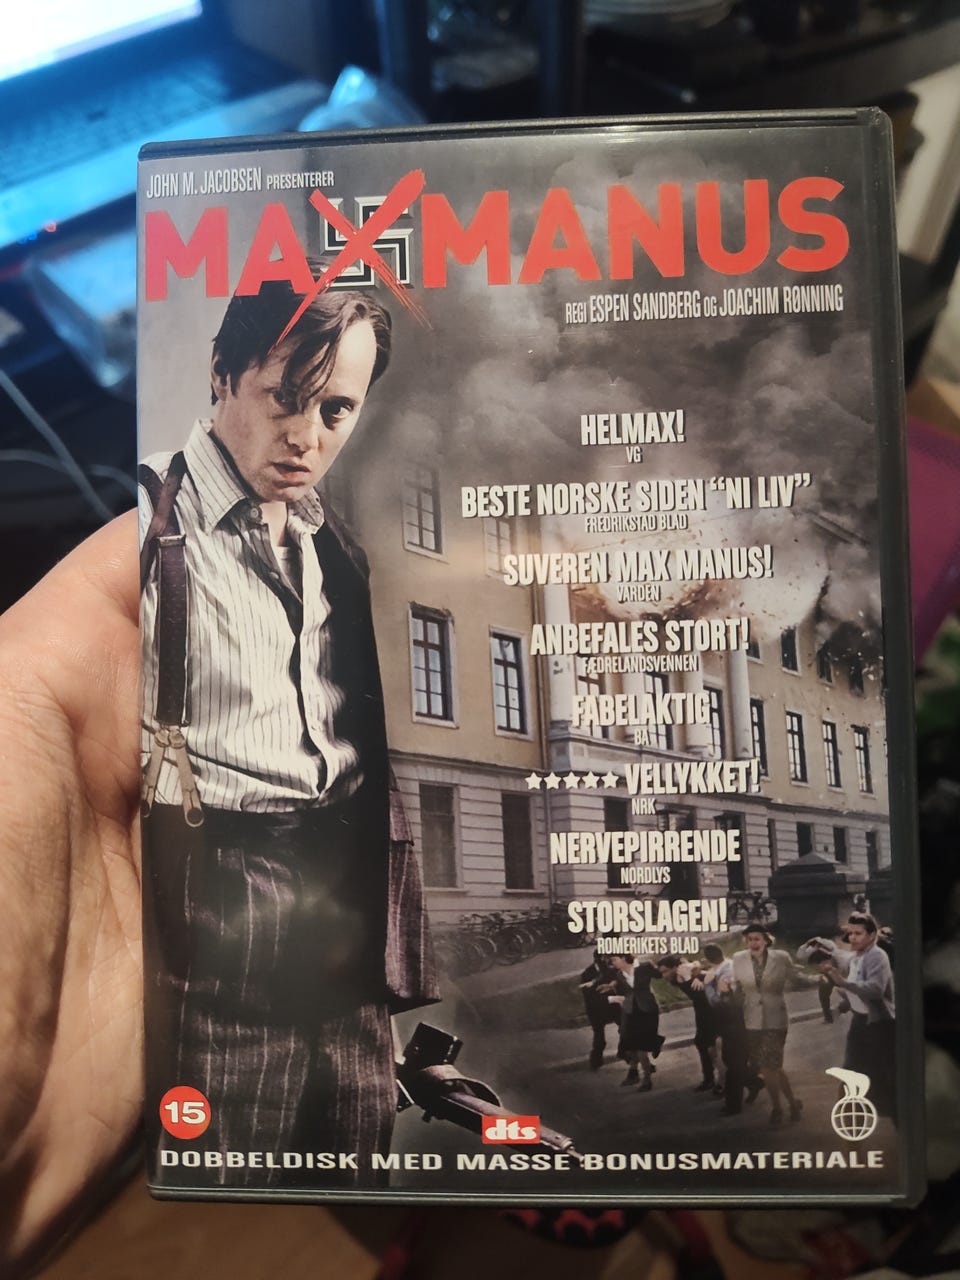 JOHN M. JACOBSEN PRESENTERER
MAX MANUS
REGI ESPEN SANDBERG OG JOACHIM RØNNING
HELMAX!
VG
BESTE NORSKE SIDEN “NI LIV”
FREDRIKSTAD BLAD
SUVEREN MAX MANUS!
VARDEN
ANBEFALES STORT!
FÆDRELANDSVENNEN
FABELAKTIG
BA
★★★★★ VELLYKKET!
NRK
NERVEPIRRENDE
NORDLYS
STORSLAGEN!
ROMERIKETS BLAD
15
dts
DOBBELDISK MED MASSE BONUSMATERIALE